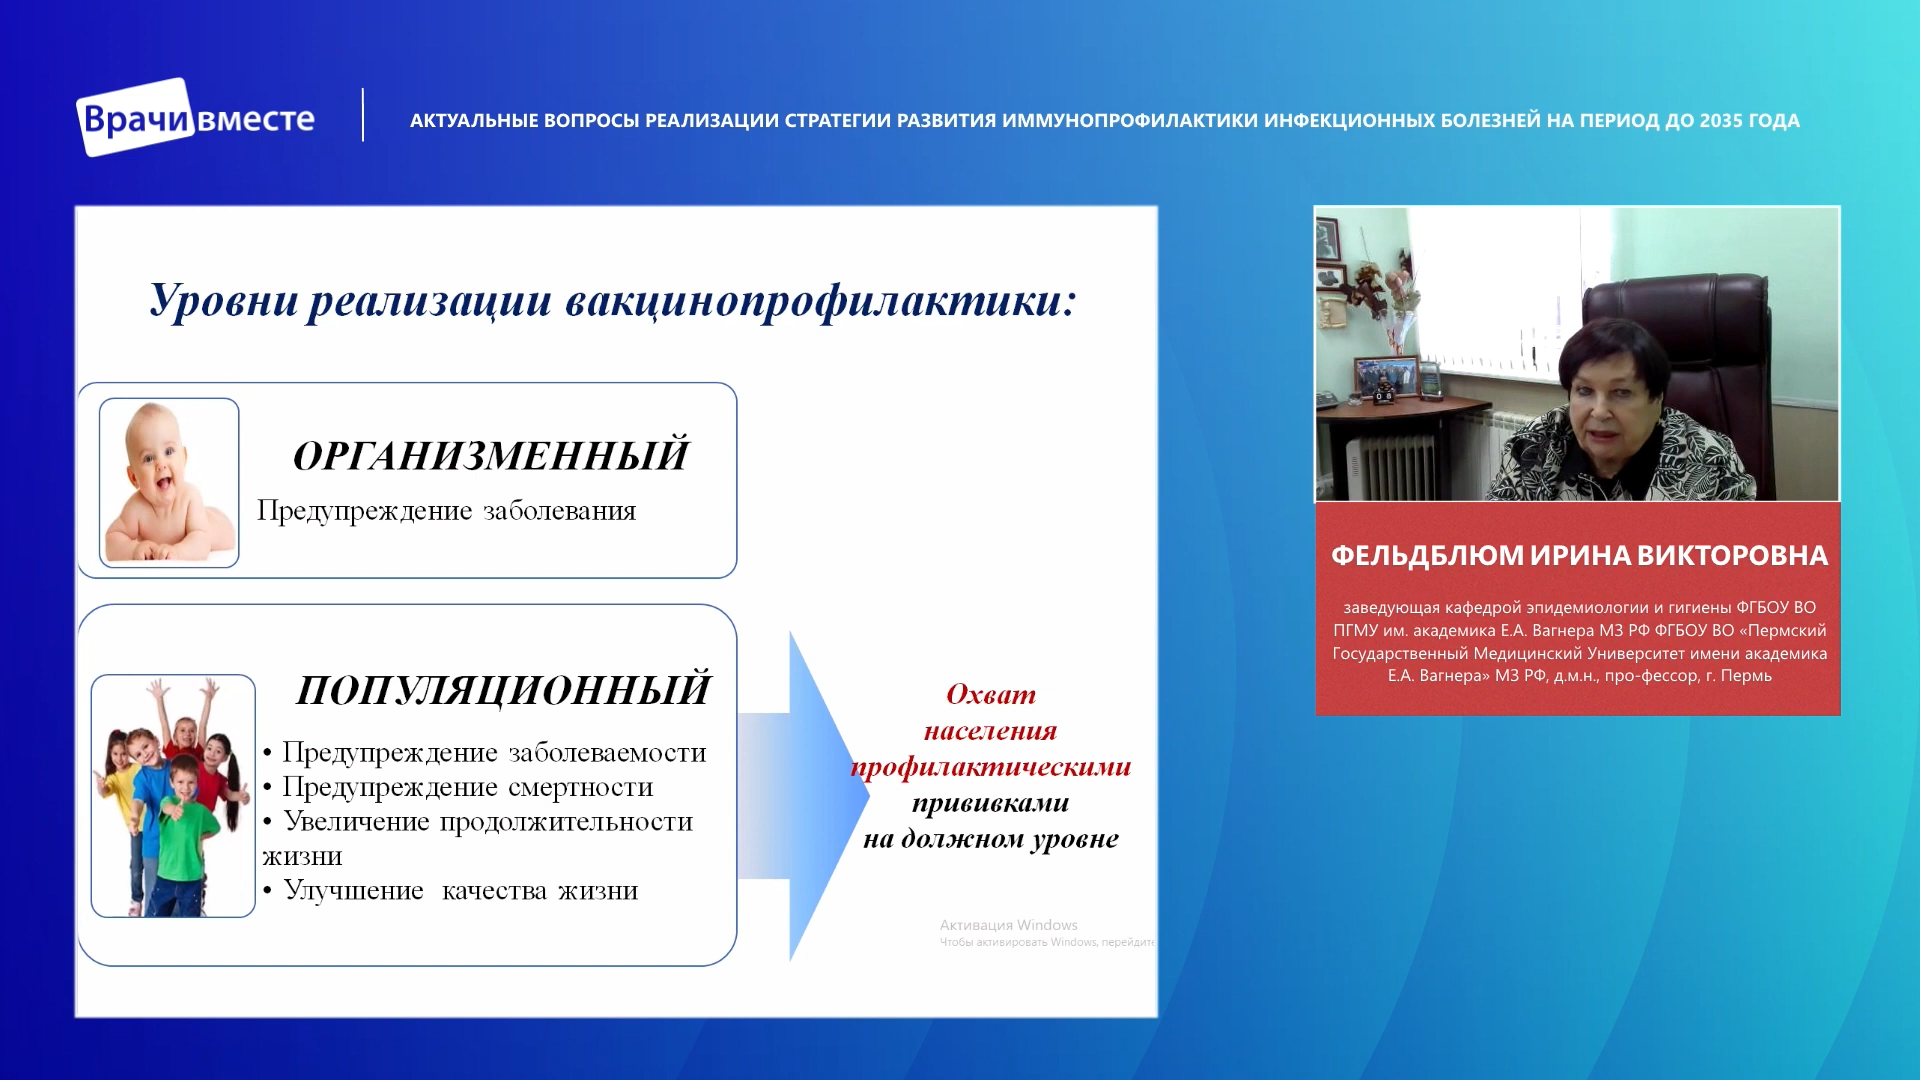 Врачи вместе
АКТУАЛЬНЫЕ ВОПРОСЫ РЕАЛИЗАЦИИ СТРАТЕГИИ РАЗВИТИЯ ИММУНОПРОФИЛАКТИКИ ИНФЕКЦИОННЫХ БОЛЕЗНЕЙ НА ПЕРИОД ДО 2035 ГОДА
Уровни реализации вакцинопрофилактики:
ОРГАНИЗМЕННЫЙ
Предупреждение заболевания
ПОПУЛЯЦИОННЫЙ
• Предупреждение заболеваемости
• Предупреждение смертности
• Увеличение продолжительности
жизни
• Улучшение качества жизни
Охват
населения
профилактическими
прививками
на должном уровне
Активация Windows
Чтобы активировать Windows, перейдите
ФЕЛЬДБЛЮМ ИРИНА ВИКТОРОВНА
заведующая кафедрой эпидемиологии и гигиены ФГБОУ ВО
ПГМУ им. академика Е.А. Вагнера МЗ РФ ФГБОУ ВО «Пермский
Государственный Медицинский Университет имени академика
Е.А. Вагнера» МЗ РФ, д.м.н., про-фессор, г. Пермь